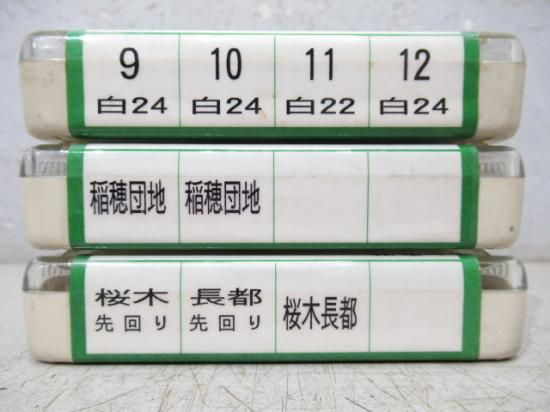 9 10 11 12
白24 白24 白22 白24
稲穂団地 稲穂団地
桜木 長都 桜木長都
先回り 先回り